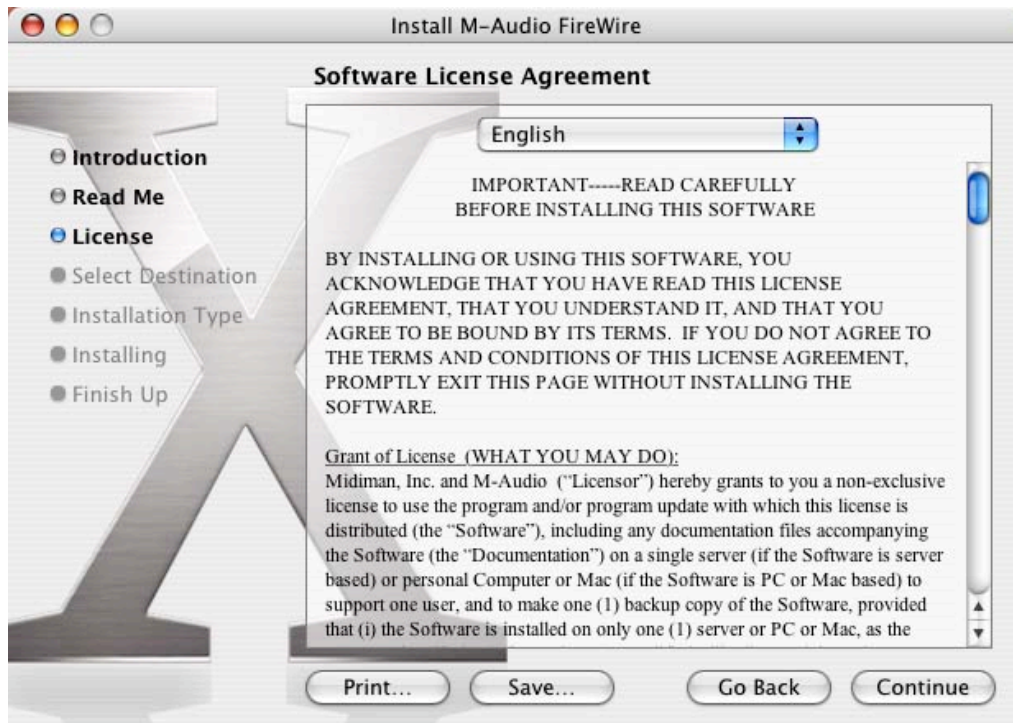 Install M-Audio FireWire
Software License Agreement
Introduction
Read Me
License
Select Destination
Installation Type
Installing
Finish Up
English
IMPORTANT-----READ CAREFULLY
BEFORE INSTALLING THIS SOFTWARE
BY INSTALLING OR USING THIS SOFTWARE, YOU
ACKNOWLEDGE THAT YOU HAVE READ THIS LICENSE
AGREEMENT, THAT YOU UNDERSTAND IT, AND THAT YOU
AGREE TO BE BOUND BY ITS TERMS.  IF YOU DO NOT AGREE TO
THE TERMS AND CONDITIONS OF THIS LICENSE AGREEMENT,
PROMPTLY EXIT THIS PAGE WITHOUT INSTALLING THE
SOFTWARE.
Grant of License  (WHAT YOU MAY DO):
Midiman, Inc. and M-Audio  (“Licensor”) hereby grants to you a non-exclusive
license to use the program and/or program update with which this license is
distributed (the “Software”), including any documentation files accompanying
the Software (the “Documentation”) on a single server (if the Software is server
based) or personal Computer or Mac (if the Software is PC or Mac based) to
support one user, and to make one (1) backup copy of the Software, provided
that (i) the Software is installed on only one (1) server or PC or Mac, as the
Print...
Save...
Go Back
Continue